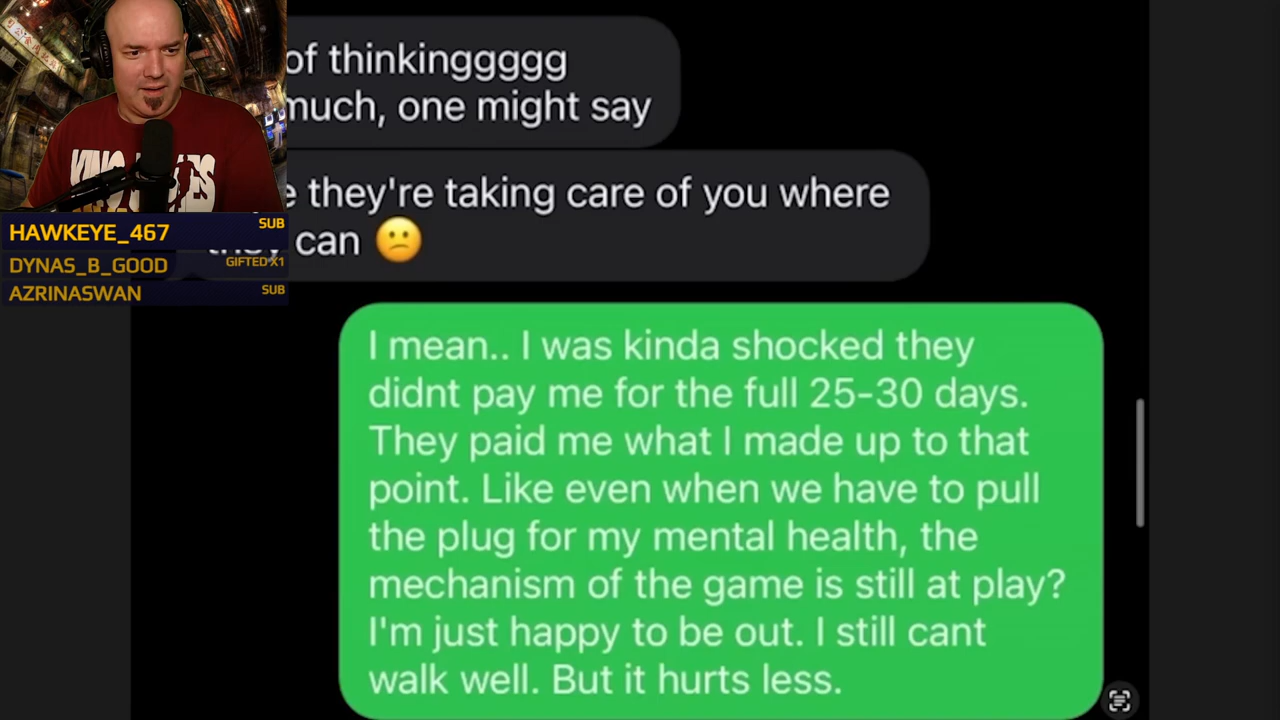 of thinkingggg
much, one might say
they're taking care of you where
they can 😕
HAWKEYE_467 SUB
DYNAS_B_GOOD GIFTED X1
AZRINASWAN SUB
I mean.. I was kinda shocked they
didnt pay me for the full 25-30 days.
They paid me what I made up to that
point. Like even when we have to pull
the plug for my mental health, the
mechanism of the game is still at play?
I'm just happy to be out. I still cant
walk well. But it hurts less.